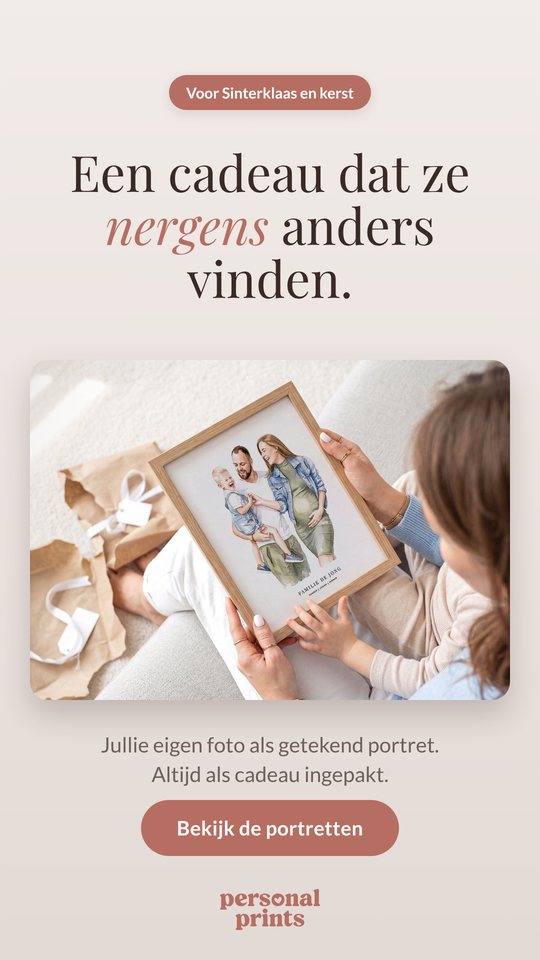 Voor Sinterklaas en kerst
Een cadeau dat ze
nergens anders
vinden.
FAMILIE DE JONG
Jullie eigen foto als getekend portret.
Altijd als cadeau ingepakt.
Bekijk de portretten
personal
prints